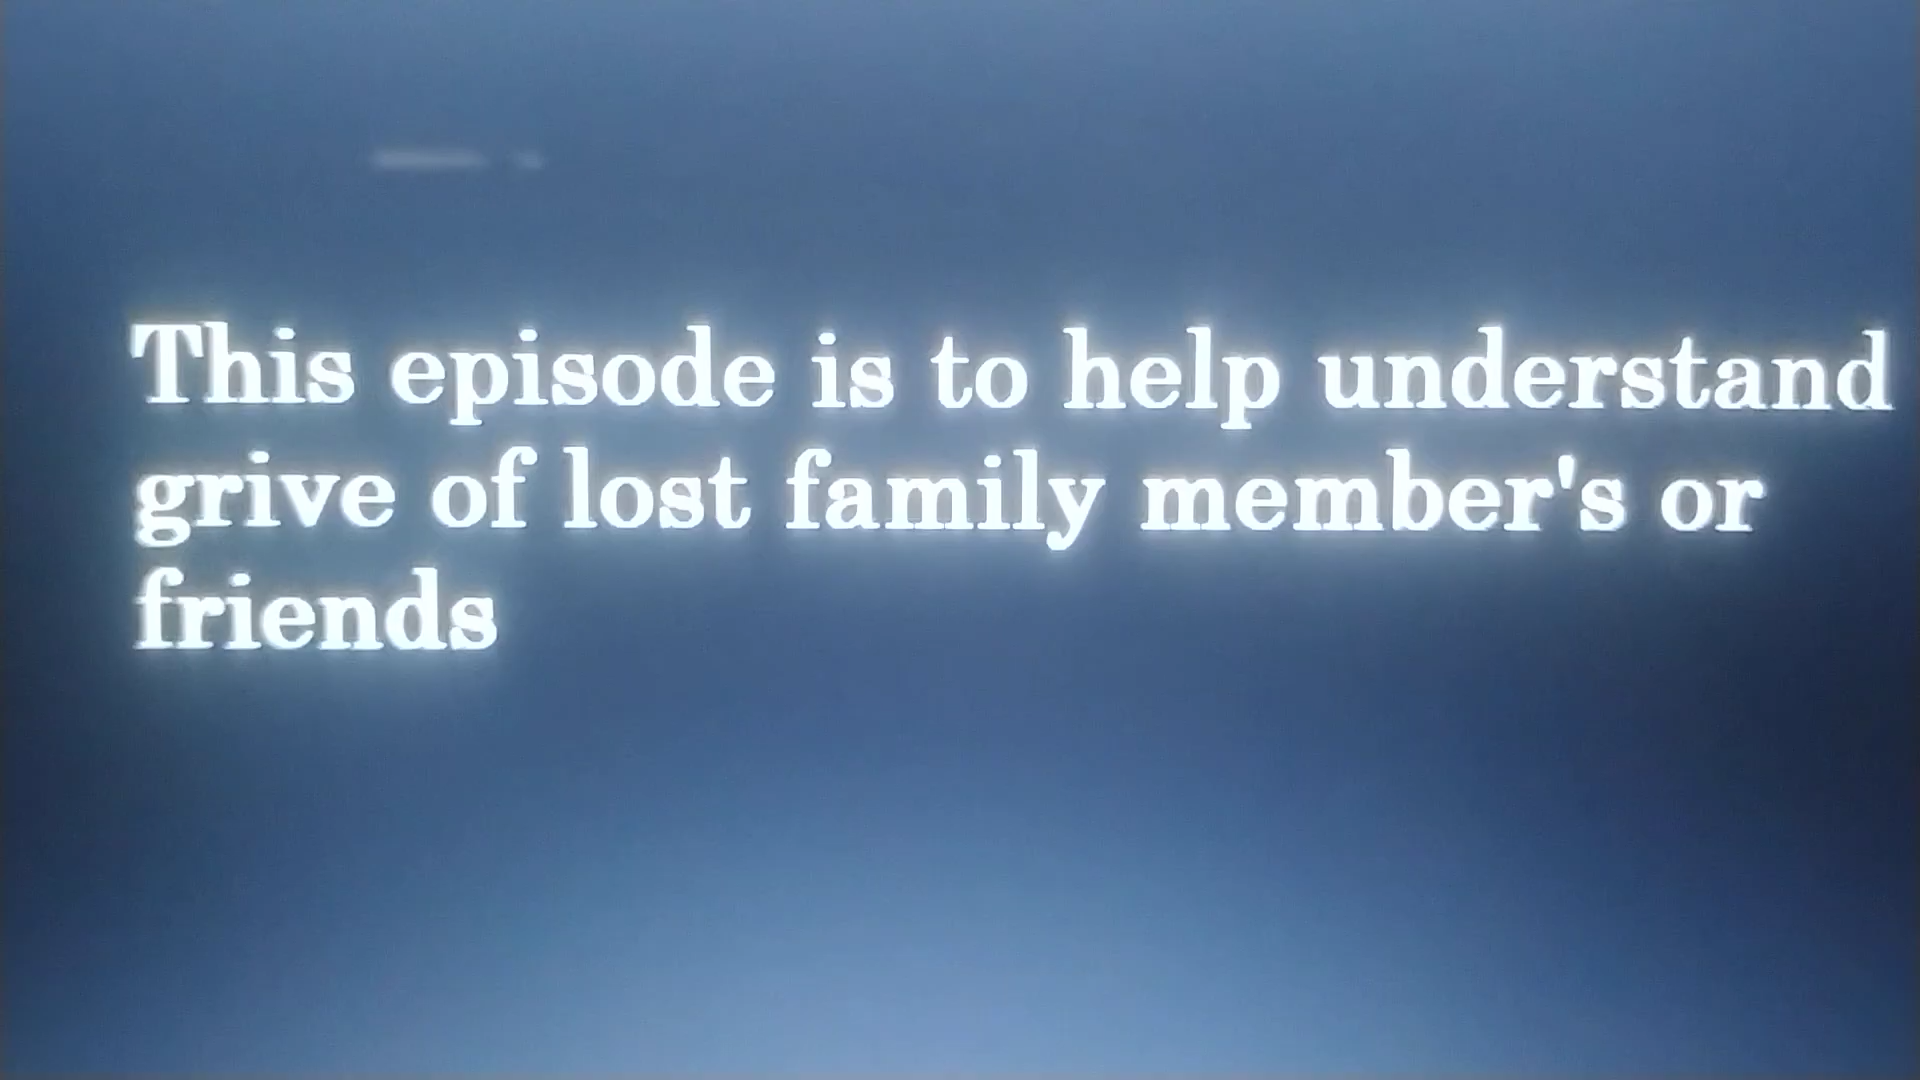 This episode is to help understand
grive of lost family member's or
friends